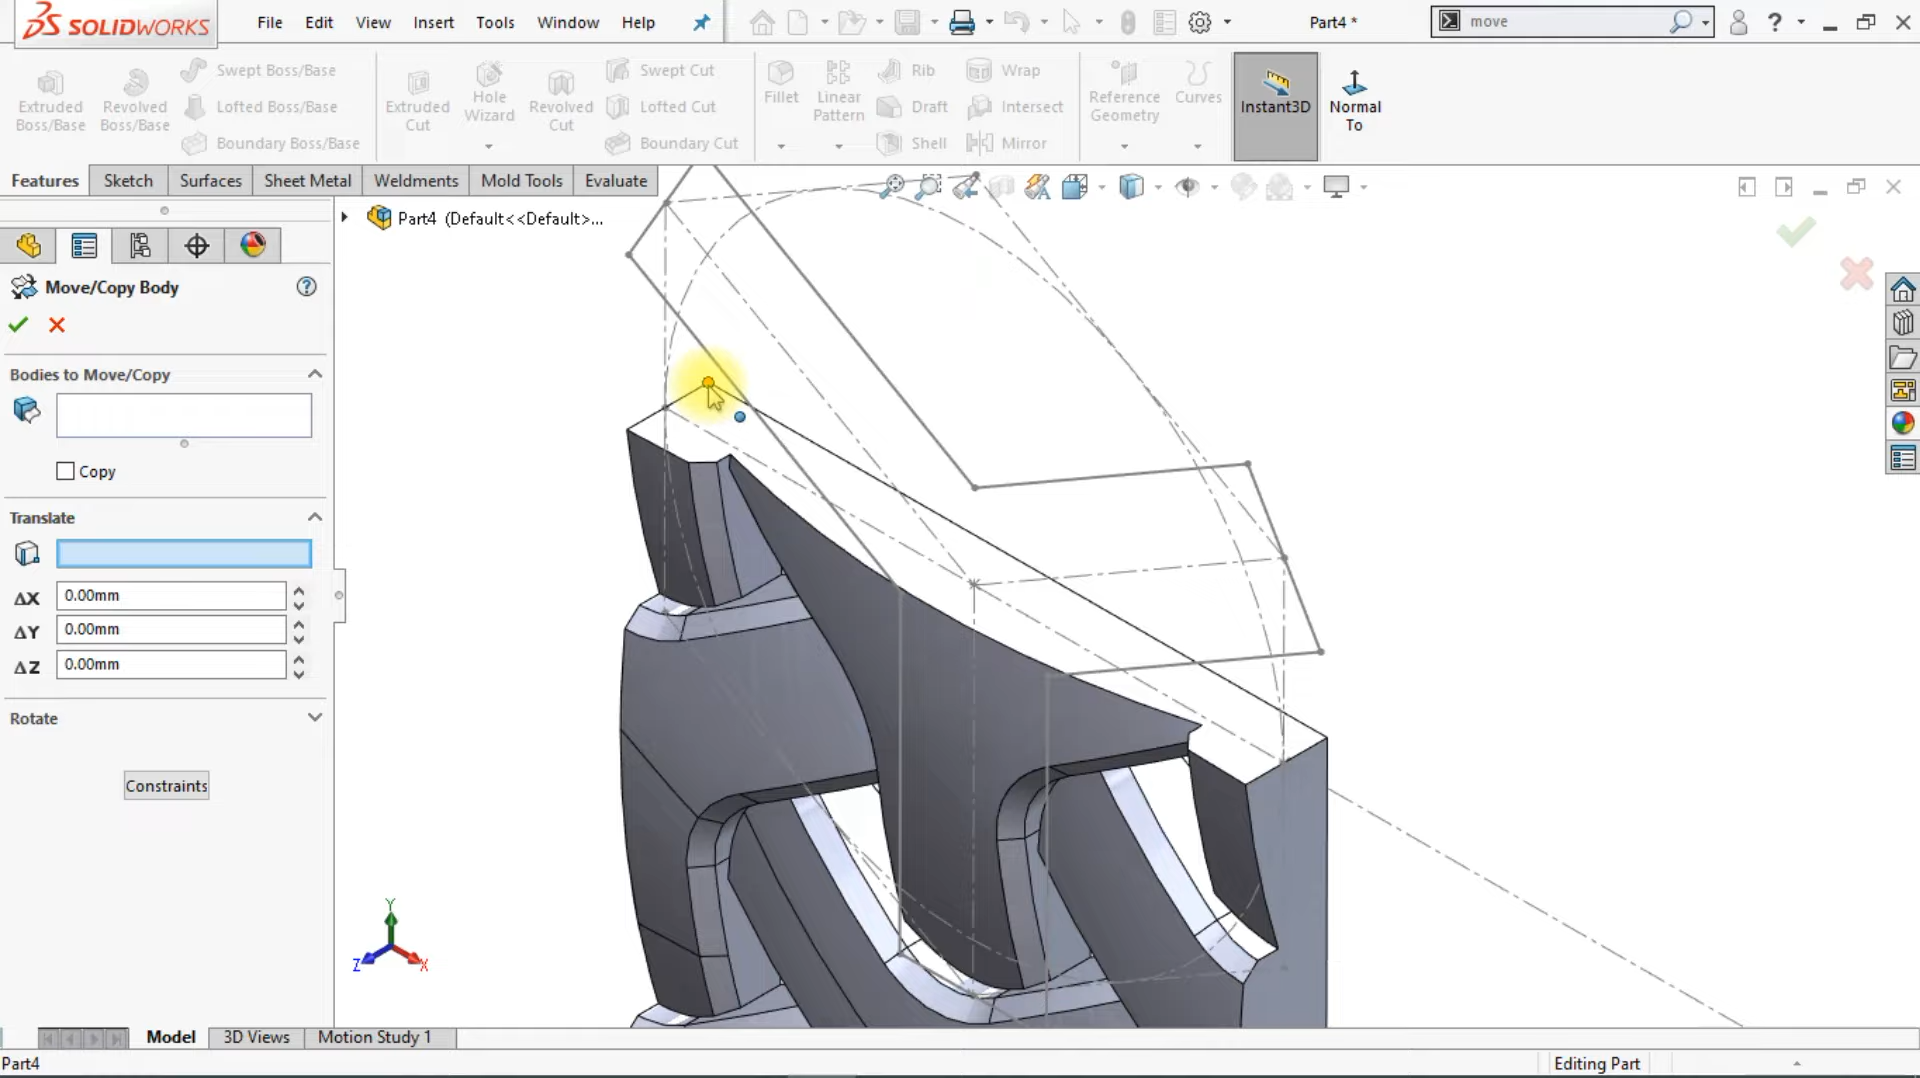 SOLIDWORKS File Edit View Insert Tools Window Help Part4 * move ?
Extruded Boss/Base
Revolved Boss/Base
Swept Boss/Base
Lofted Boss/Base
Boundary Boss/Base
Extruded Cut
Hole Wizard
Revolved Cut
Swept Cut
Lofted Cut
Boundary Cut
Fillet
Linear Pattern
Rib
Draft
Shell
Wrap
Intersect
Mirror
Reference Geometry
Curves
Instant3D
Normal To
Features Sketch Surfaces Sheet Metal Weldments Mold Tools Evaluate
Part4 (Default<<Default>...
Move/Copy Body ?
Bodies to Move/Copy
Copy
Translate
ΔX 0.00mm
ΔY 0.00mm
ΔZ 0.00mm
Rotate
Constraints
Y
Z X
Model 3D Views Motion Study 1
Part4 Editing Part